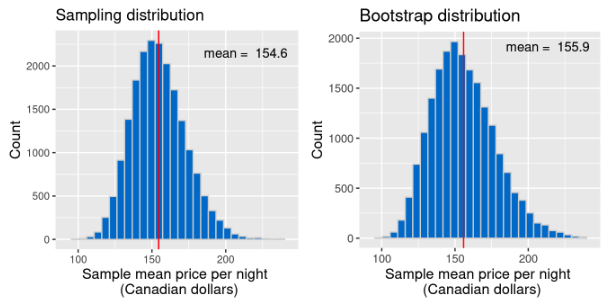 Sampling distribution
mean = 154.6
2000
1500
1000
500
0
Count
100
150
200
Sample mean price per night
(Canadian dollars)
Bootstrap distribution
mean = 155.9
2000
1500
1000
500
0
Count
100
150
200
Sample mean price per night
(Canadian dollars)